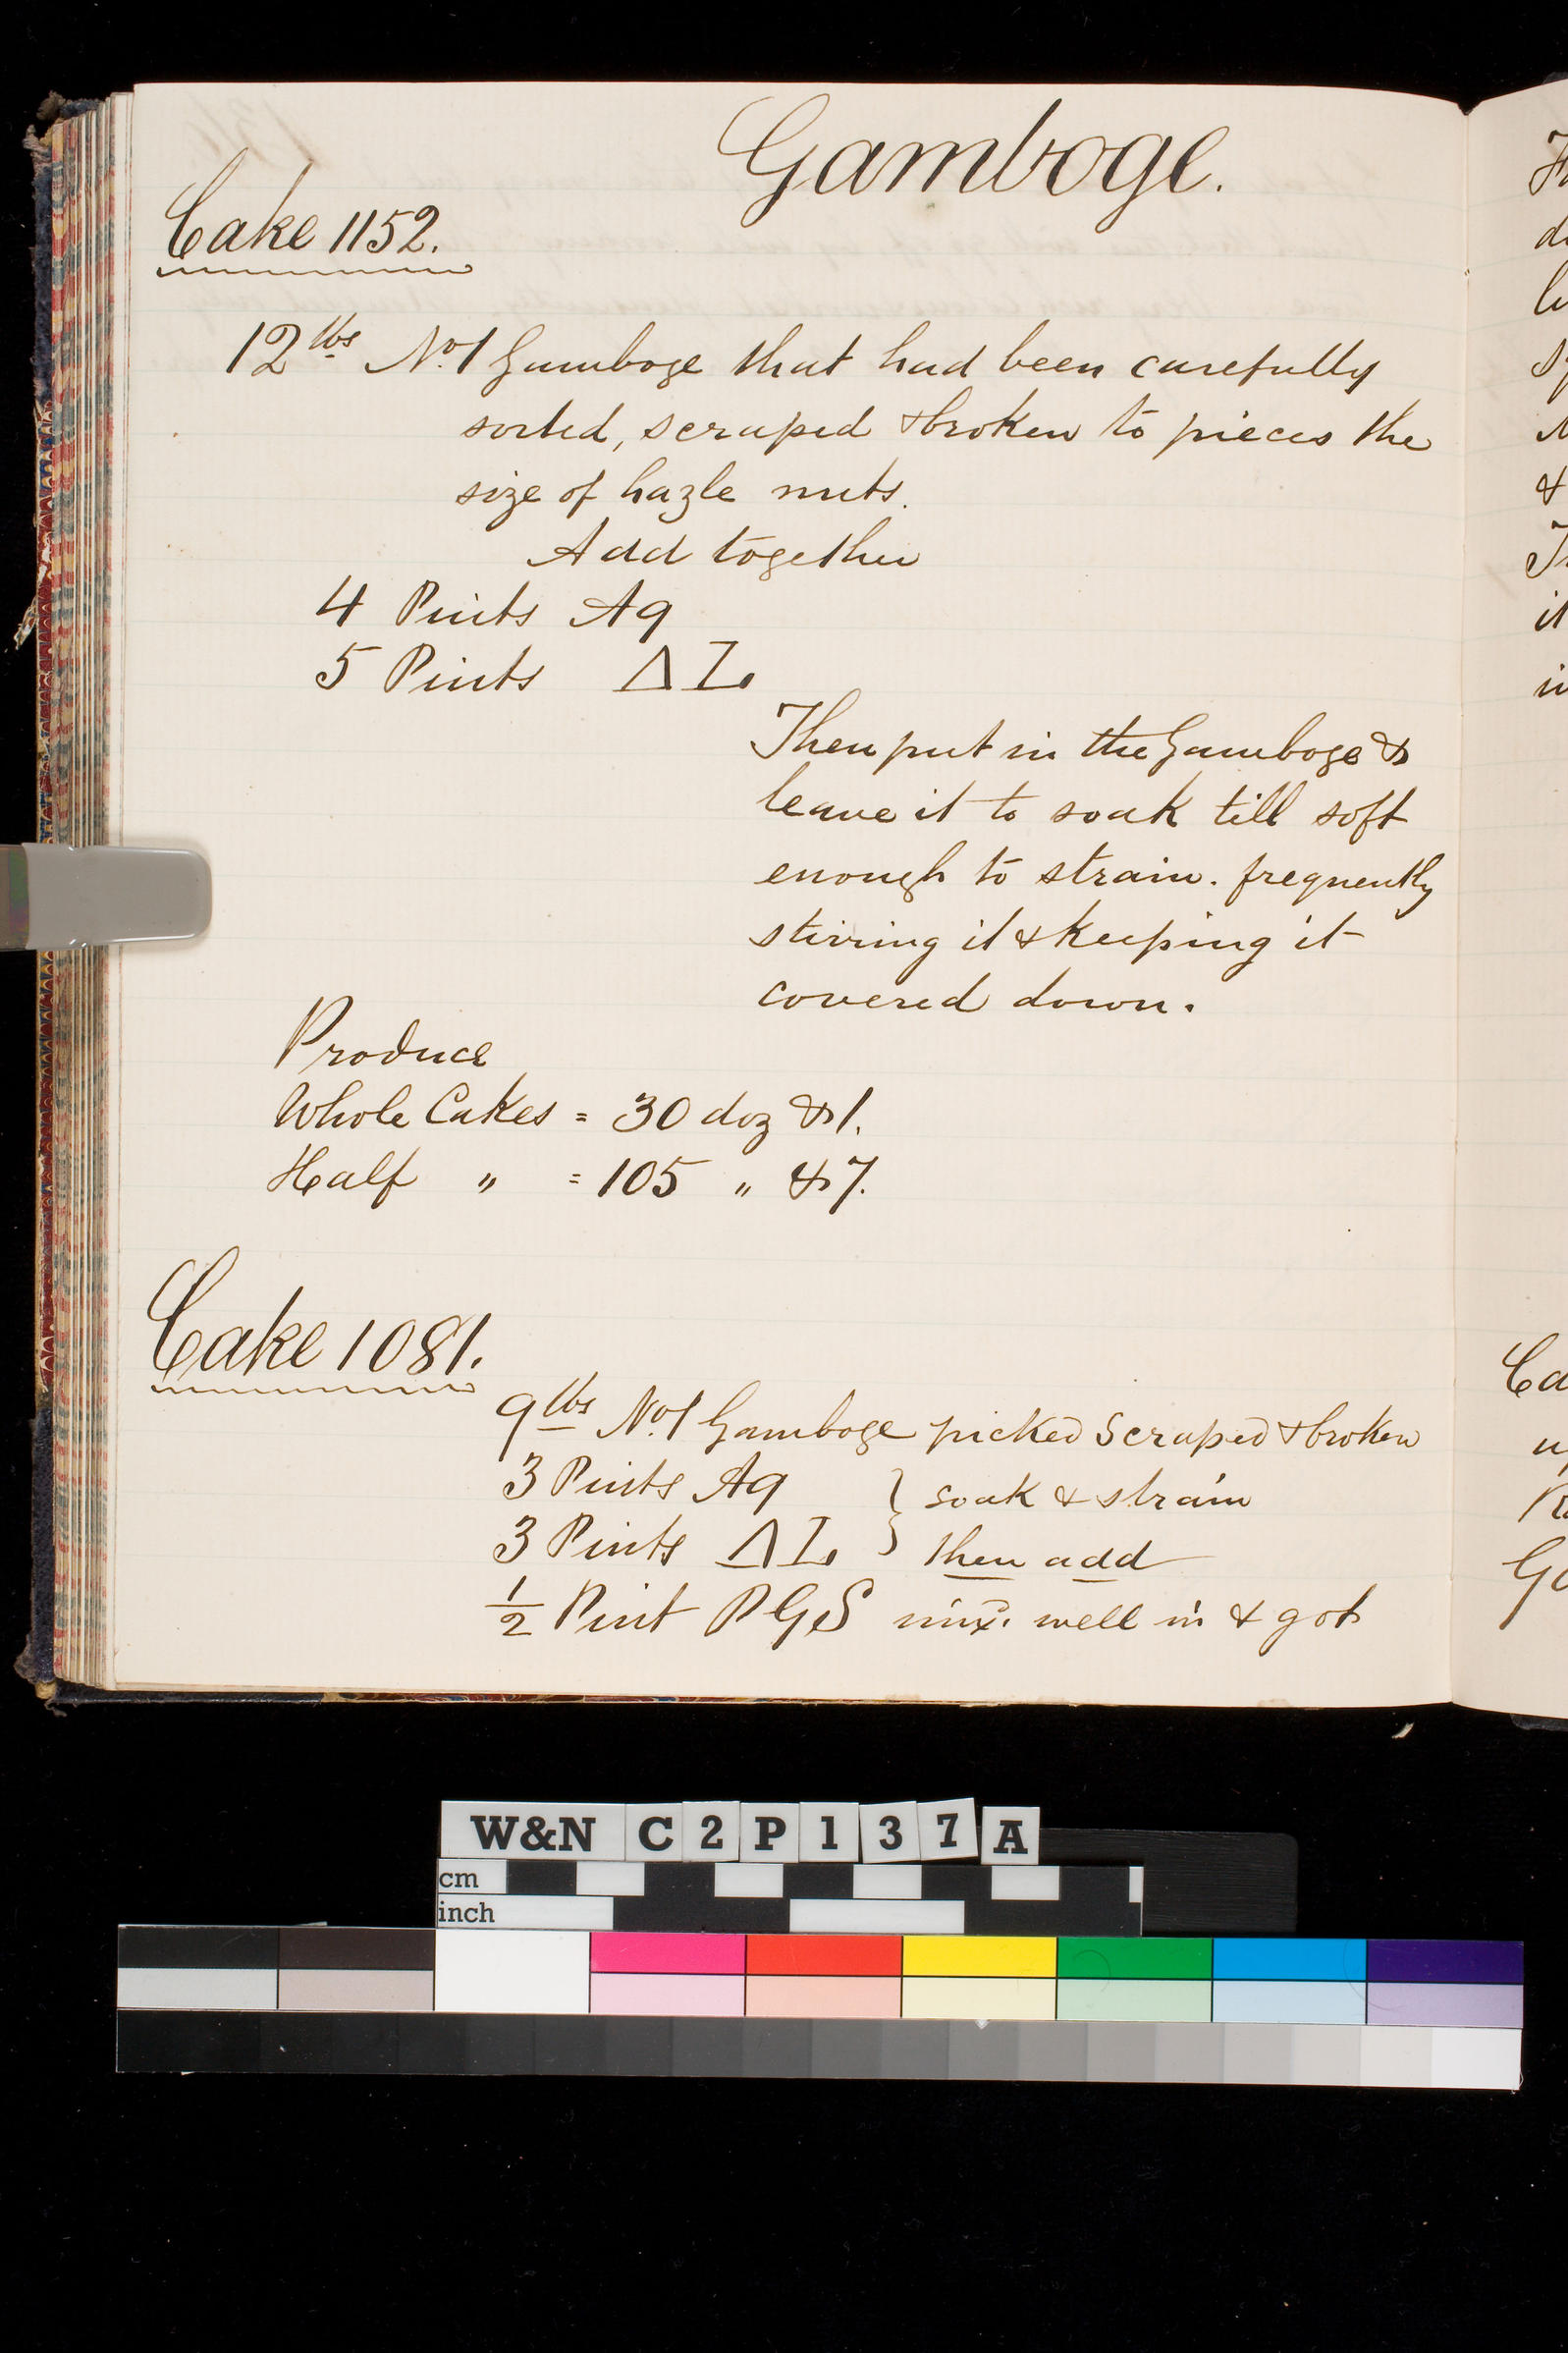 Gamboge.
Cake 1152.
12 lbs No. 1 Gamboge that had been carefully
sorted, scraped & broken to pieces the
size of hazle nuts.
Add together
4 Pints Aq
5 Pints Δ L
Then put in the Gamboge &
leave it to soak till soft
enough to strain. frequently
stirring it & keeping it
covered down.
Produce
Whole Cakes = 30 doz & 1.
Half " = 105 " & 7.
Cake 1081.
9 lbs No. 1 Gamboge picked Scraped & broken
3 Pints Aq } soak & strain
3 Pints Δ L } then add
1/2 Pint PGS mix. well in & got
W&N C2P137A
cm
inch